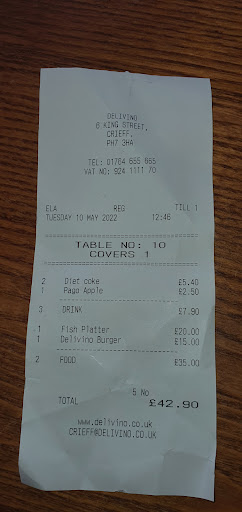 DELIVINO
6 KING STREET,
CRIEFF,
PH7 3HA
TEL: 01764 655 665
VAT NO: 924 1111 70
ELA REG TILL 1
TUESDAY 10 MAY 2022 12:46
TABLE NO: 10
COVERS 1
2 Diet coke £5.40
1 Pago Apple £2.50
3 DRINK £7.90
1 Fish Platter £20.00
1 Delivino Burger £15.00
2 FOOD £35.00
5 No
TOTAL £42.90
www.delivino.co.uk
CRIEFF@DELIVINO.CO.UK